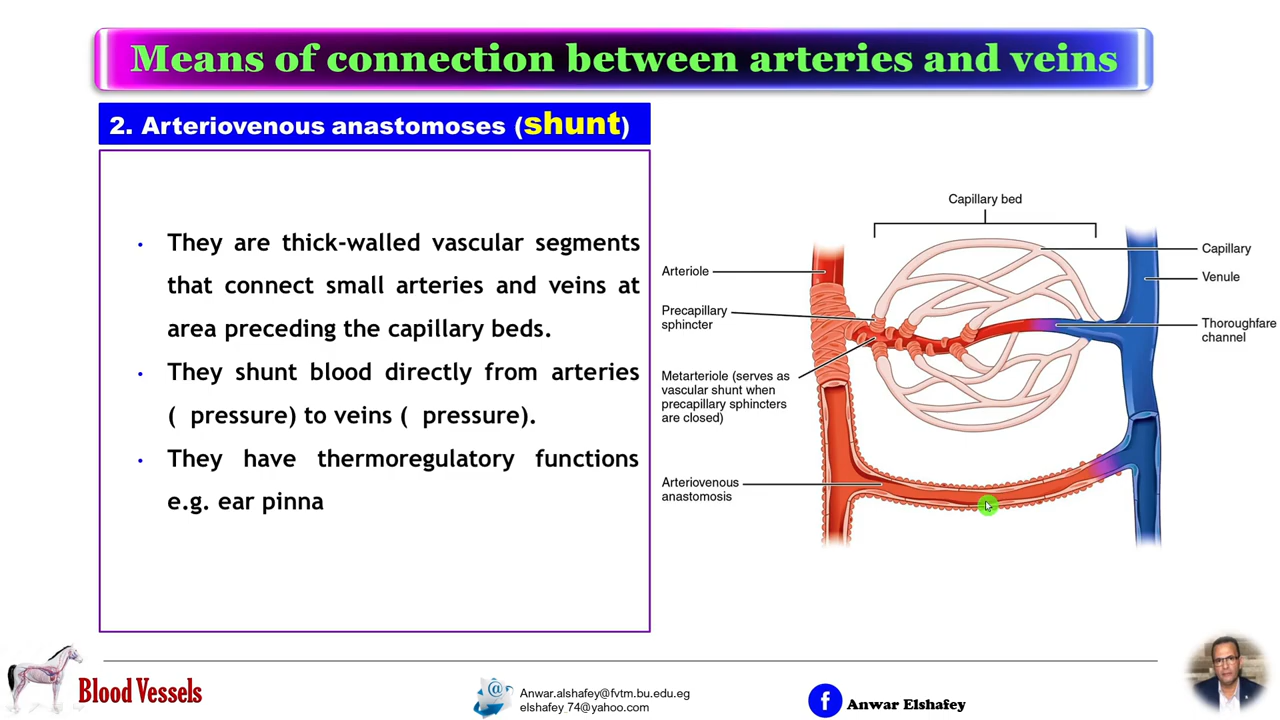 Means of connection between arteries and veins
2. Arteriovenous anastomoses (shunt)
• They are thick-walled vascular segments
that connect small arteries and veins at
area preceding the capillary beds.
• They shunt blood directly from arteries
( pressure) to veins ( pressure).
• They have thermoregulatory functions
e.g. ear pinna
Capillary bed
Arteriole
Precapillary
sphincter
Metarteriole (serves as
vascular shunt when
precapillary sphincters
are closed)
Arteriovenous
anastomosis
Capillary
Venule
Thoroughfare
channel
Blood Vessels
Anwar.alshafey@fvtm.bu.edu.eg
elshafey_74@yahoo.com
f
Anwar Elshafey